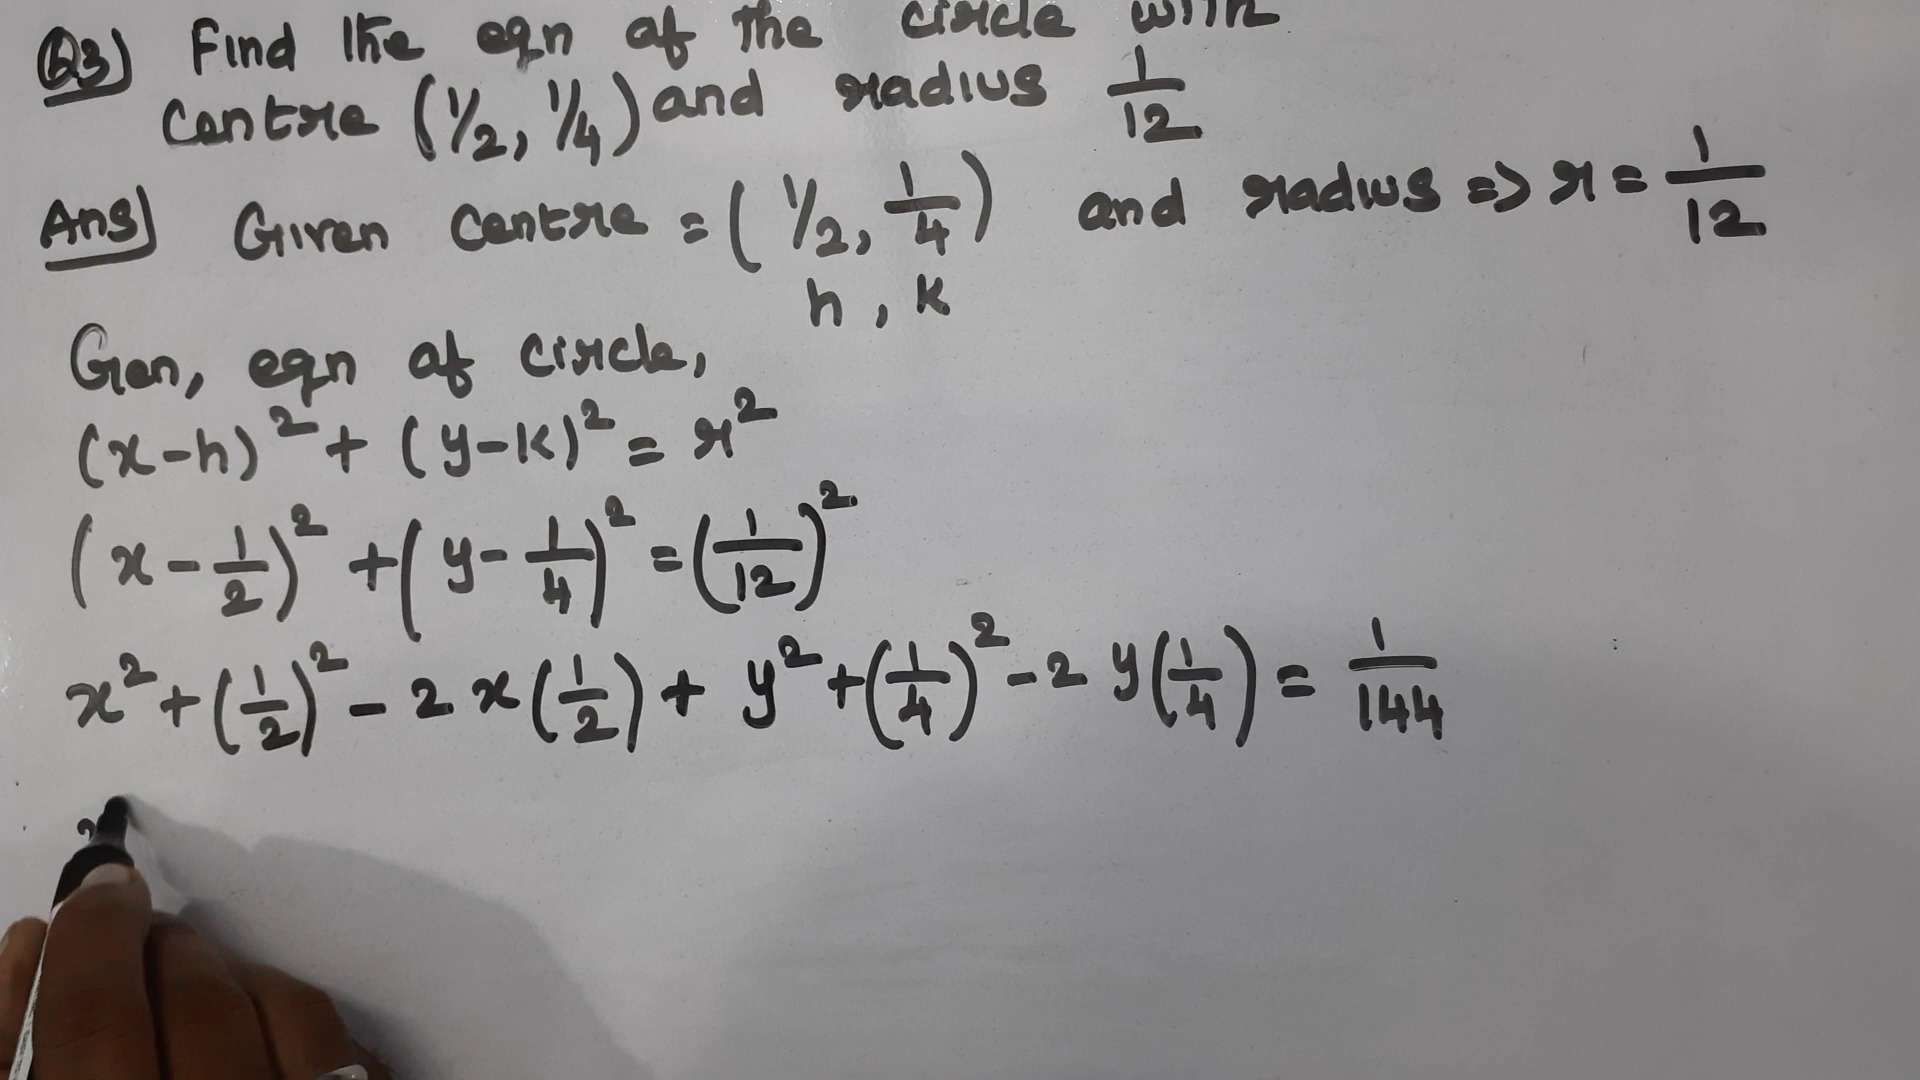 Q3) Find the eqn of the circle with
Centre (1/2, 1/4) and radius 1/12
Ans) Given centre = (1/2, 1/4) and radius => r = 1/12
h, k
Gen, eqn of circle,
(x-h)² + (y-k)² = r²
(x - 1/2)² + (y - 1/4)² = (1/12)²
x² + (1/2)² - 2x(1/2) + y² + (1/4)² - 2y(1/4) = 1/144